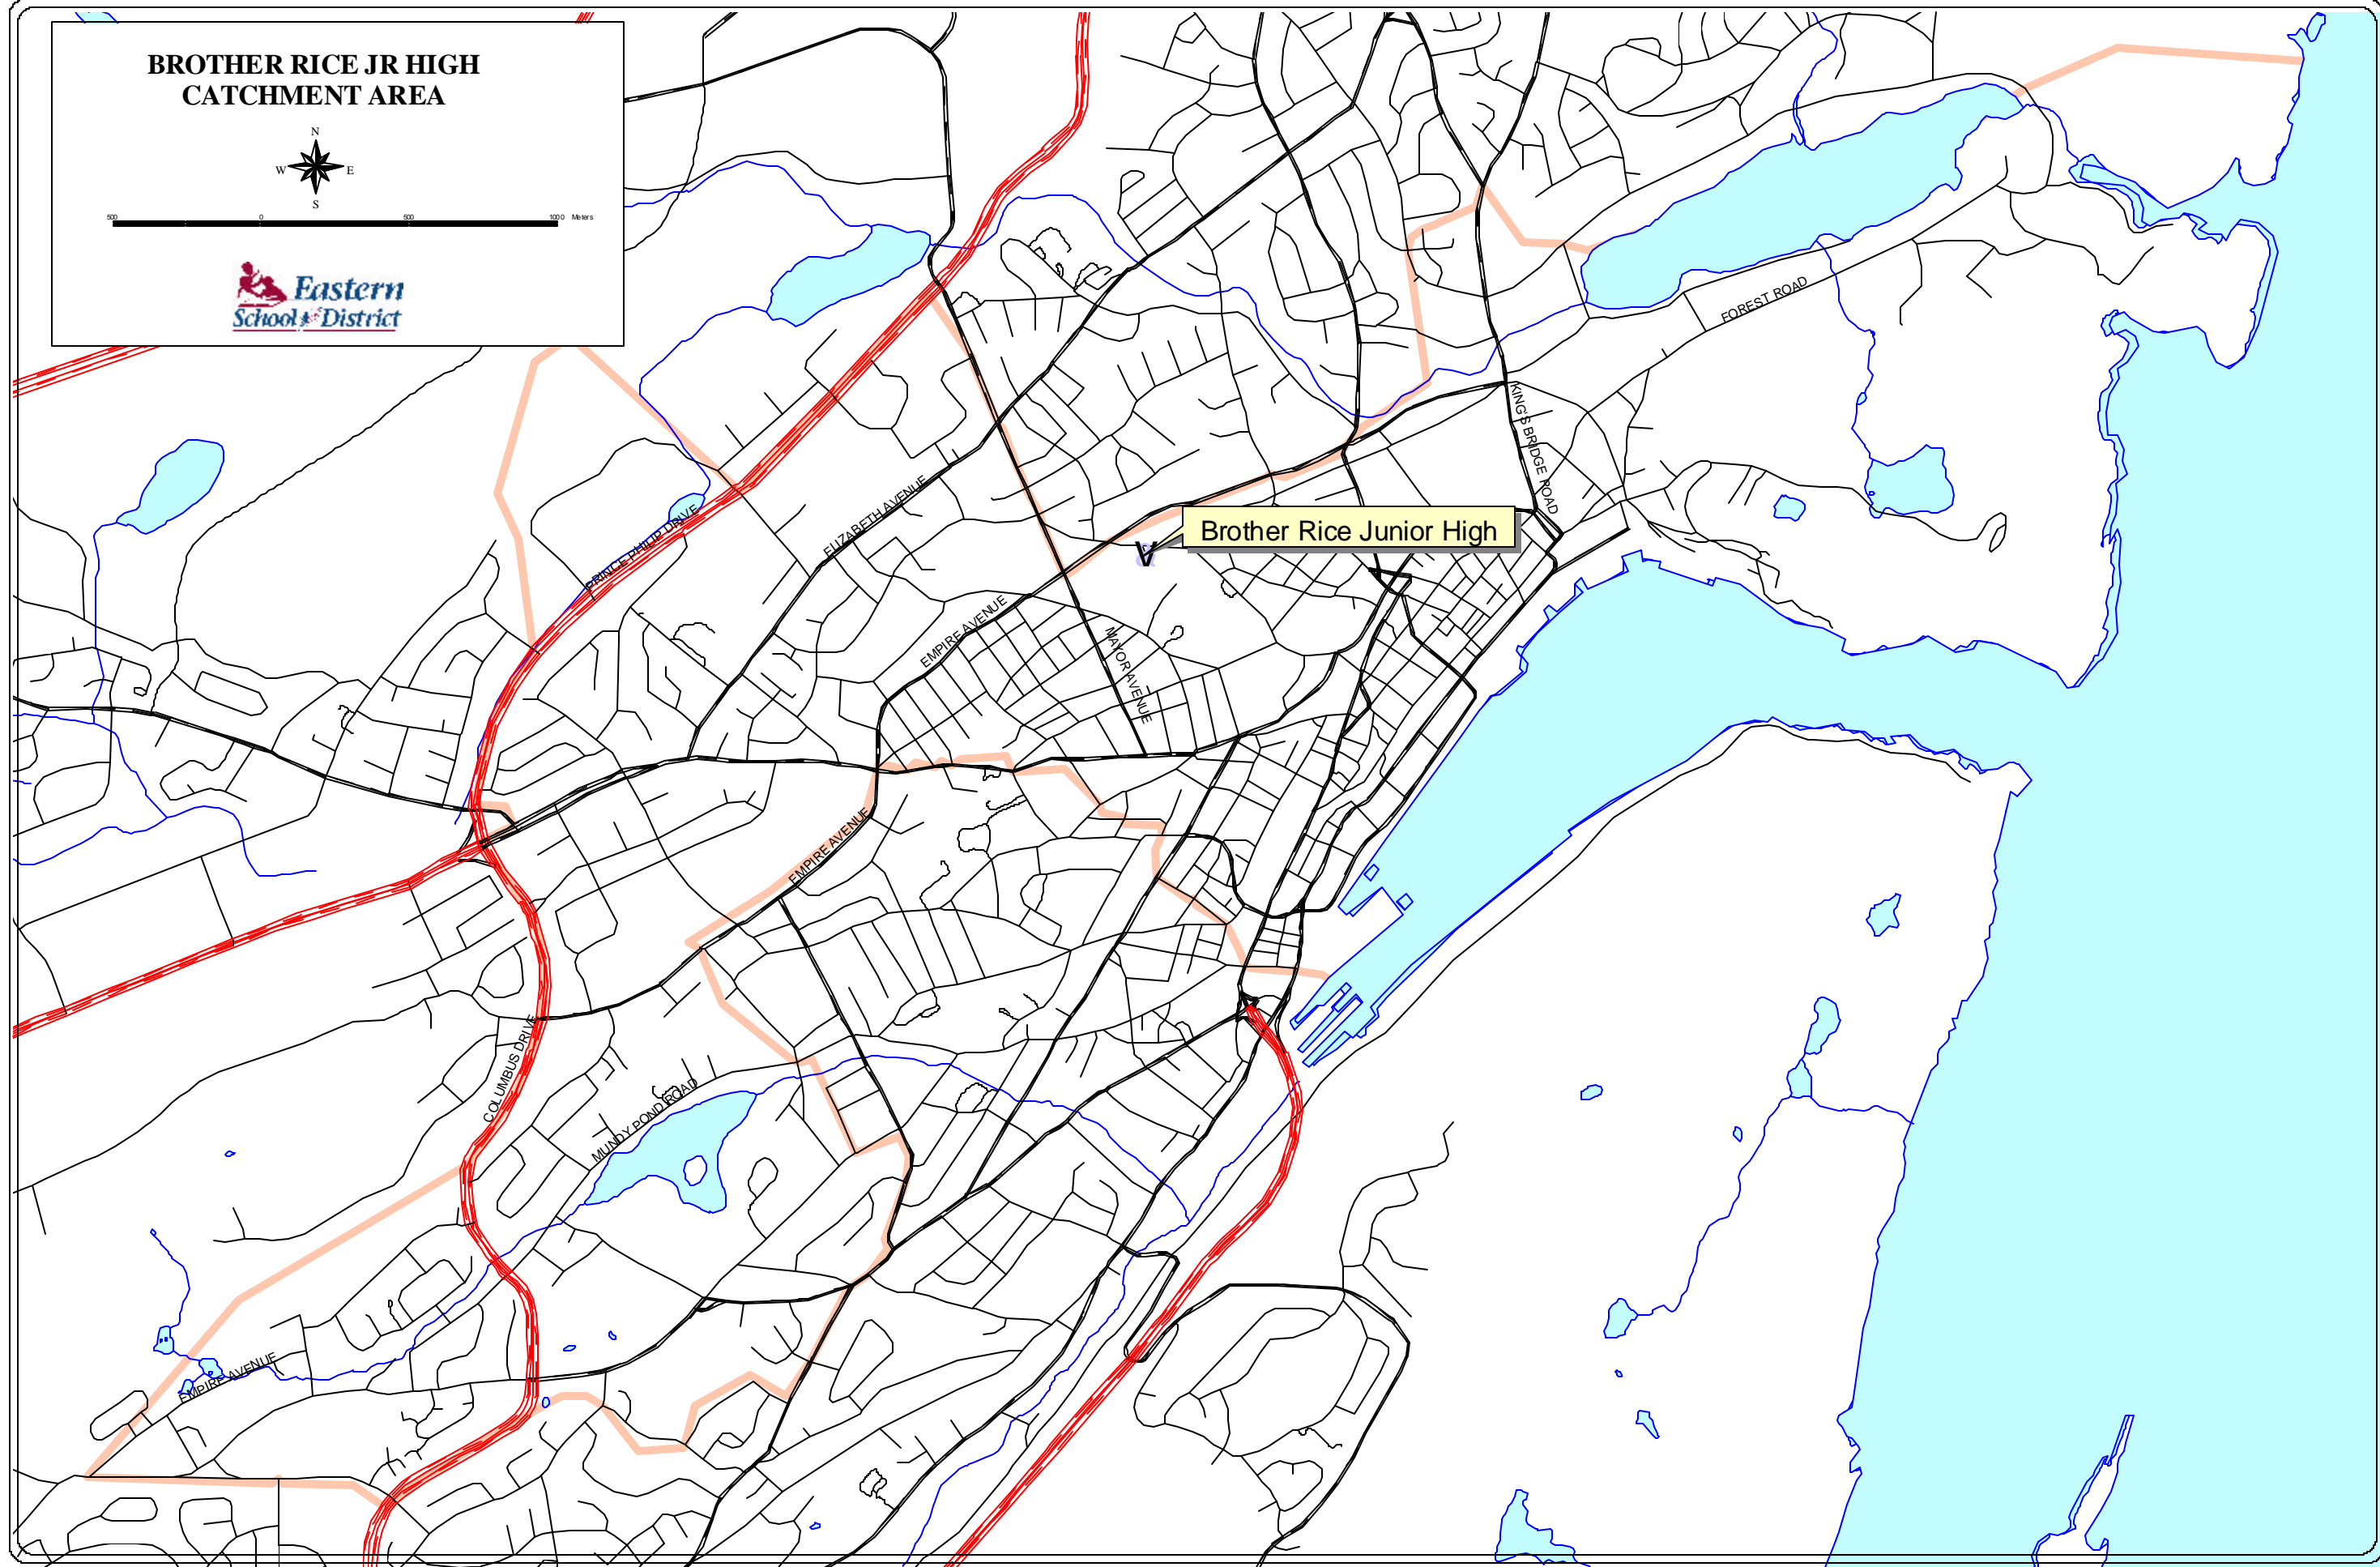 BROTHER RICE JR HIGH
CATCHMENT AREA
N
W E
S
500 0 500 1000 Meters
Eastern
School District
FOREST ROAD
KING'S BRIDGE ROAD
ELIZABETH AVENUE
PRINCE PHILIP DRIVE
Brother Rice Junior High
EMPIRE AVENUE
MAYOR AVENUE
EMPIRE AVENUE
COLUMBUS DRIVE
MUNDY POND ROAD
EMPIRE AVENUE